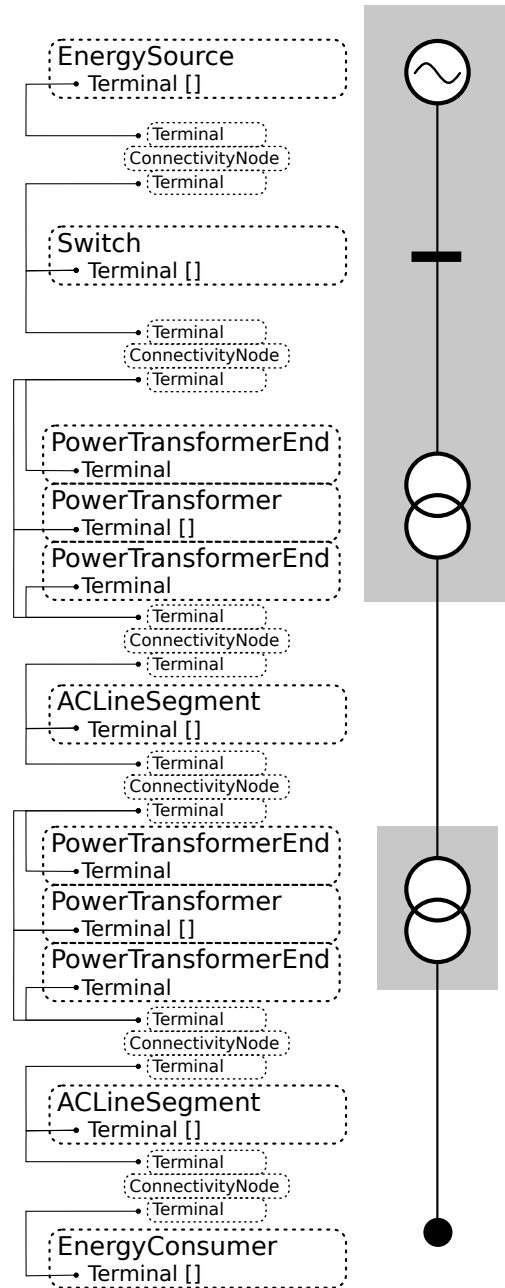 EnergySource
Terminal []
Terminal
ConnectivityNode
Terminal
Switch
Terminal []
Terminal
ConnectivityNode
Terminal
PowerTransformerEnd
Terminal
PowerTransformer
Terminal []
PowerTransformerEnd
Terminal
Terminal
ConnectivityNode
Terminal
ACLineSegment
Terminal []
Terminal
ConnectivityNode
Terminal
PowerTransformerEnd
Terminal
PowerTransformer
Terminal []
PowerTransformerEnd
Terminal
Terminal
ConnectivityNode
Terminal
ACLineSegment
Terminal []
Terminal
ConnectivityNode
Terminal
EnergyConsumer
Terminal []